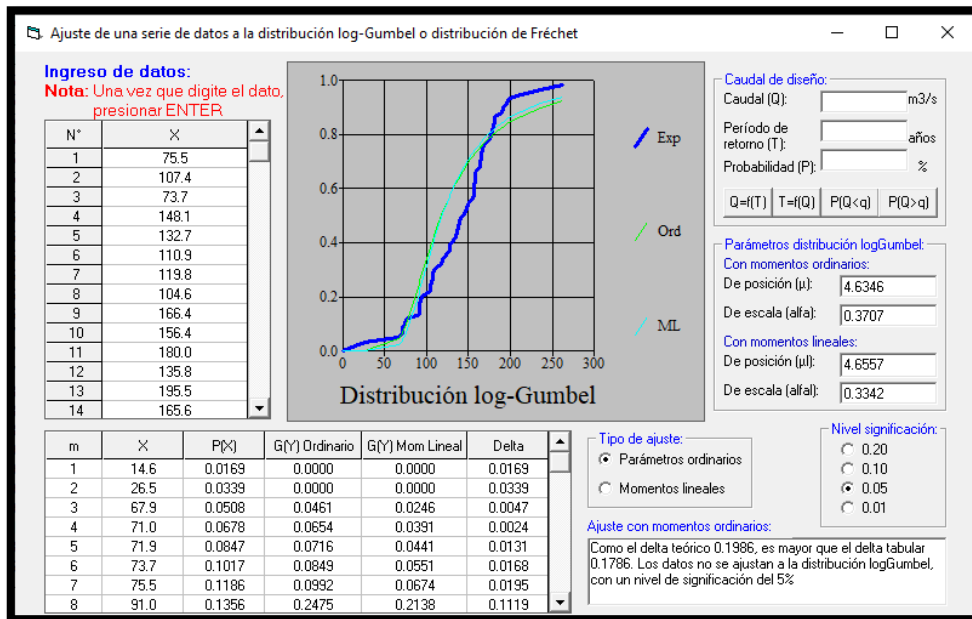 Ajuste de una serie de datos a la distribución log-Gumbel o distribución de Fréchet
Ingreso de datos:
Nota: Una vez que digite el dato,
presionar ENTER
N° X
1 75.5
2 107.4
3 73.7
4 148.1
5 132.7
6 110.9
7 119.8
8 104.6
9 166.4
10 156.4
11 180.0
12 135.8
13 195.5
14 165.6
1.0
0.8
0.6
0.4
0.2
0.0
0 50 100 150 200 250 300
Distribución log-Gumbel
Exp
Ord
ML
Caudal de diseño:
Caudal (Q): m3/s
Período de
retorno (T): años
Probabilidad (P): %
Q=f(T) T=f(Q) P(Q<q) P(Q>q)
Parámetros distribución logGumbel:
Con momentos ordinarios:
De posición (μ) 4.6346
De escala (alfa): 0.3707
Con momentos lineales:
De posición (μl): 4.6557
De escala (alfal): 0.3342
m X P(X) G(Y) Ordinario G(Y) Mom Lineal Delta
1 14.6 0.0169 0.0000 0.0000 0.0169
2 26.5 0.0339 0.0000 0.0000 0.0339
3 67.9 0.0508 0.0461 0.0246 0.0047
4 71.0 0.0678 0.0654 0.0391 0.0024
5 71.9 0.0847 0.0716 0.0441 0.0131
6 73.7 0.1017 0.0849 0.0551 0.0168
7 75.5 0.1186 0.0992 0.0674 0.0195
8 91.0 0.1356 0.2475 0.2138 0.1119
Tipo de ajuste:
Parámetros ordinarios
Momentos lineales
Nivel significación:
0.20
0.10
0.05
0.01
Ajuste con momentos ordinarios:
Como el delta teórico 0.1986, es mayor que el delta tabular
0.1786. Los datos no se ajustan a la distribución logGumbel,
con un nivel de significación del 5%